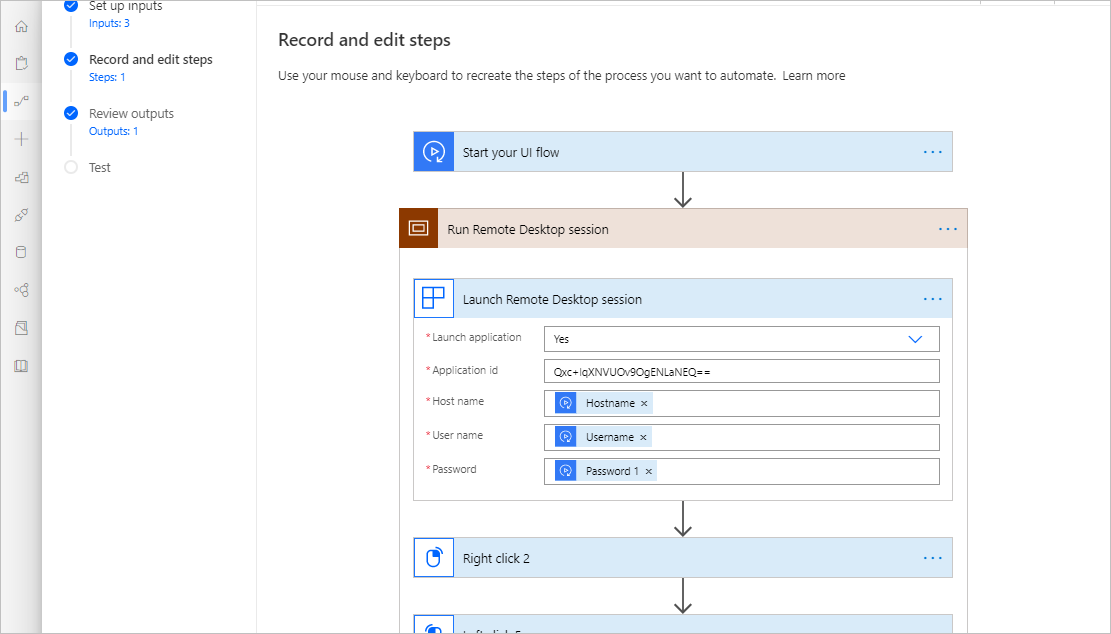 Set up inputs
Inputs: 3
Record and edit steps
Steps: 1
Review outputs
Outputs: 1
Test
Record and edit steps
Use your mouse and keyboard to recreate the steps of the process you want to automate. Learn more
Start your UI flow
Run Remote Desktop session
Launch Remote Desktop session
*Launch application
Yes
*Application id
Qxc+IqXNVUOv9OgENLaNEQ==
*Host name
Hostname ×
*User name
Username ×
*Password
Password 1 ×
Right click 2